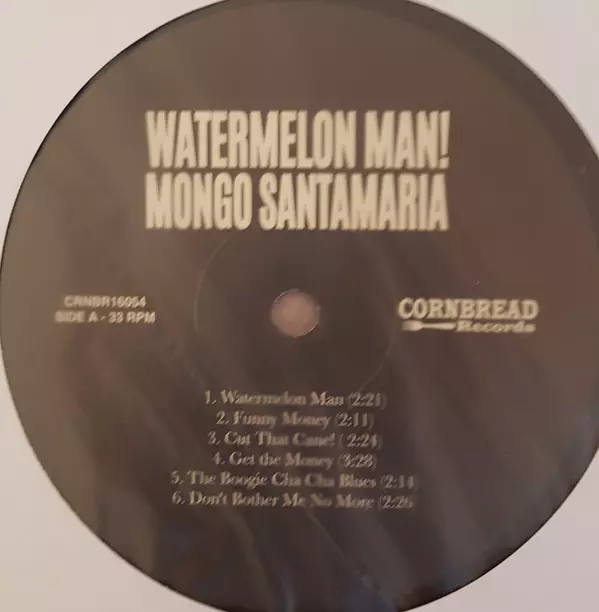 WATERMELON MAN!
MONGO SANTAMARIA
CRNBR16054
SIDE A - 33 RPM
CORNBREAD
Records
1. Watermelon Man (2:21)
2. Funny Money (2:11)
3. Cut That Cane! ( 2:24)
4. Get the Money (3:28)
5. The Boogie Cha Cha Blues (2:14
6. Don't Bother Me No More (2:26